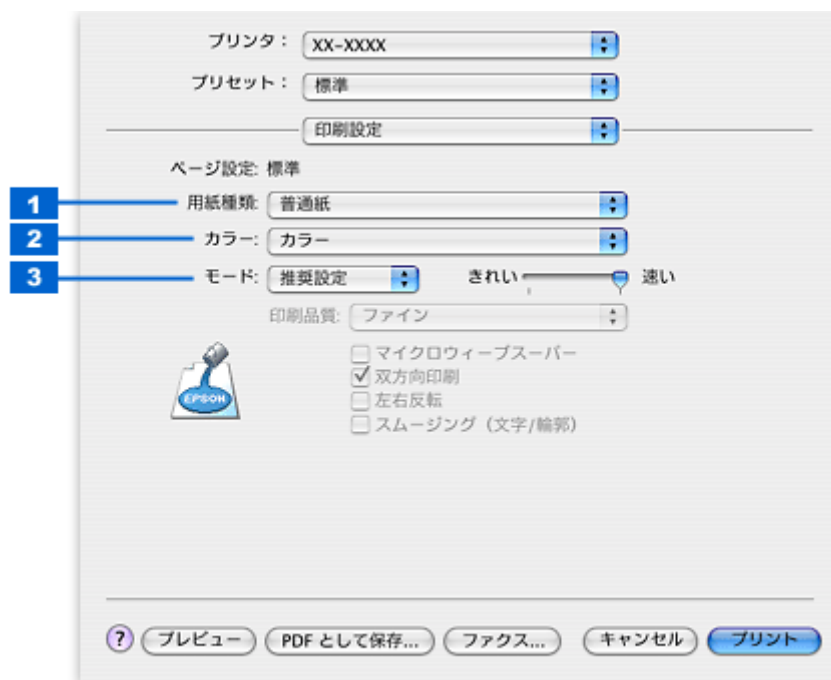 プリンタ： XX-XXXX
プリセット： 標準
印刷設定
ページ設定: 標準
1 用紙種類: 普通紙
2 カラー: カラー
3 モード: 推奨設定 きれい 速い
印刷品質: ファイン
マイクロウィーブスーパー
双方向印刷
左右反転
スムージング（文字/輪郭）
EPSON
? プレビュー PDF として保存... ファクス... キャンセル プリント